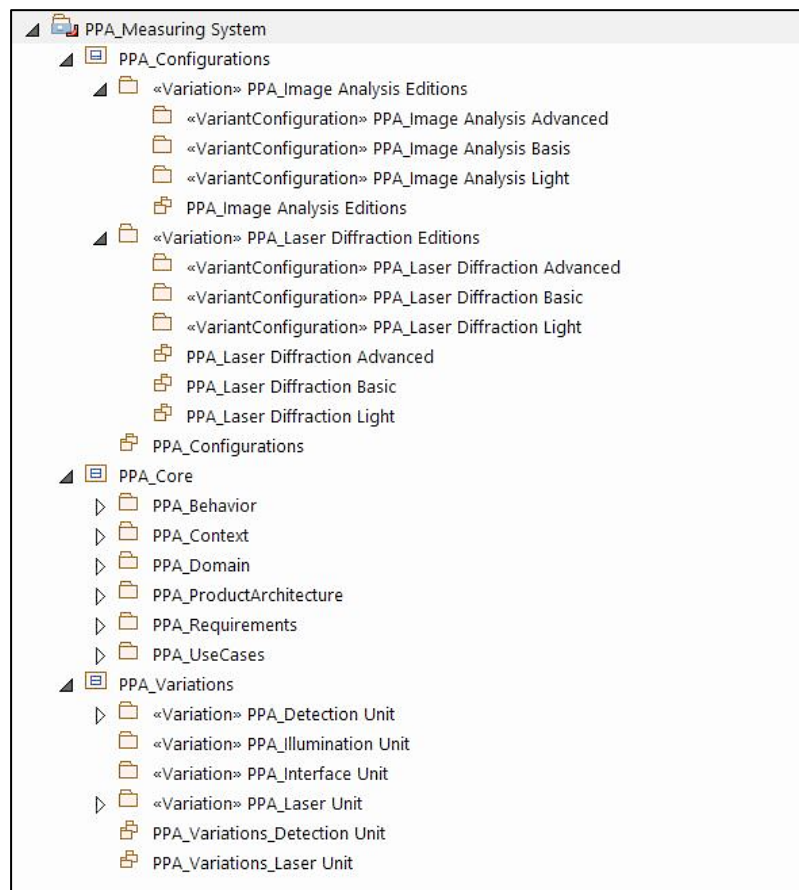 PPA_Measuring System
PPA_Configurations
«Variation» PPA_Image Analysis Editions
«VariantConfiguration» PPA_Image Analysis Advanced
«VariantConfiguration» PPA_Image Analysis Basis
«VariantConfiguration» PPA_Image Analysis Light
PPA_Image Analysis Editions
«Variation» PPA_Laser Diffraction Editions
«VariantConfiguration» PPA_Laser Diffraction Advanced
«VariantConfiguration» PPA_Laser Diffraction Basic
«VariantConfiguration» PPA_Laser Diffraction Light
PPA_Laser Diffraction Advanced
PPA_Laser Diffraction Basic
PPA_Laser Diffraction Light
PPA_Configurations
PPA_Core
PPA_Behavior
PPA_Context
PPA_Domain
PPA_ProductArchitecture
PPA_Requirements
PPA_UseCases
PPA_Variations
«Variation» PPA_Detection Unit
«Variation» PPA_Illumination Unit
«Variation» PPA_Interface Unit
«Variation» PPA_Laser Unit
PPA_Variations_Detection Unit
PPA_Variations_Laser Unit